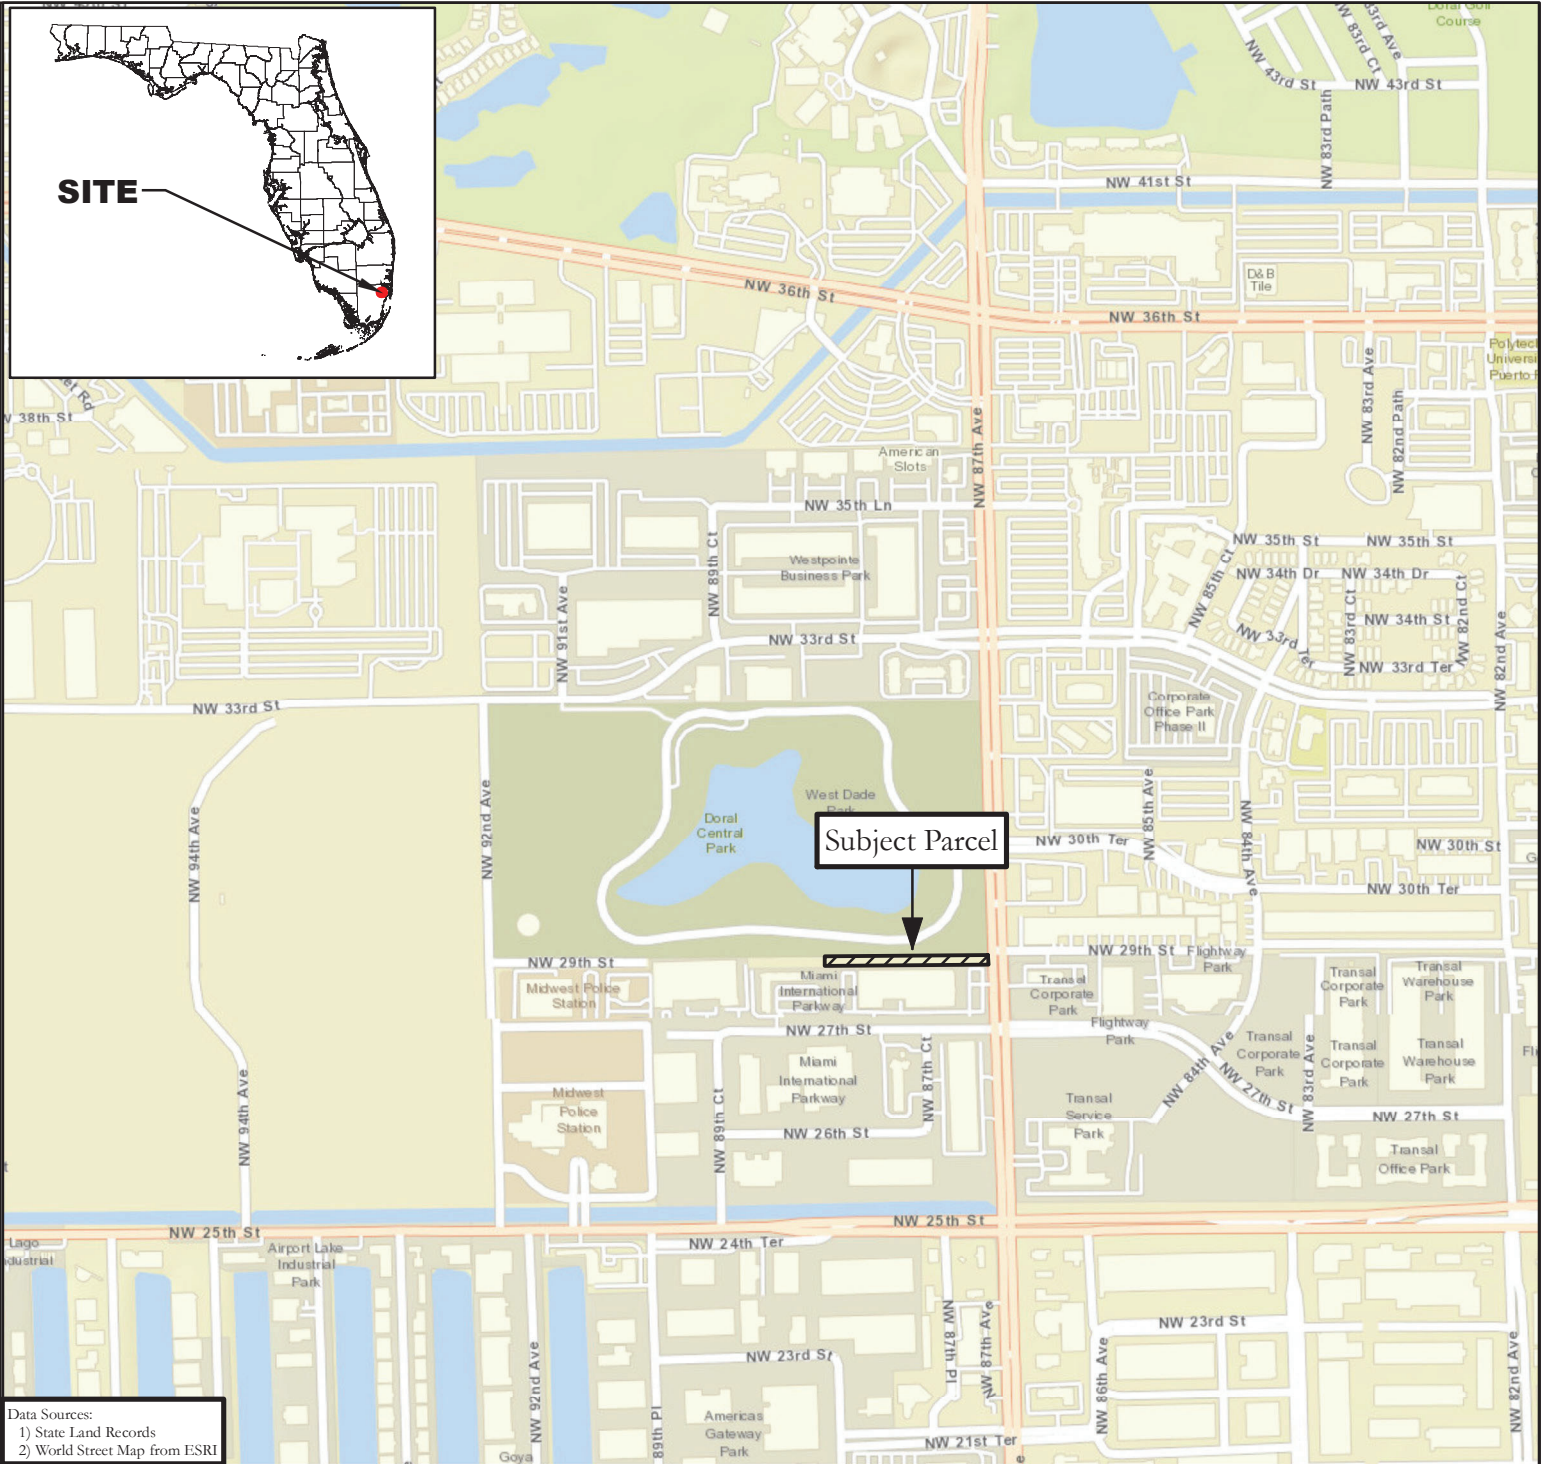 SITE
Doral Golf
Course
NW 83rd Ct
NW 43rd St
NW 43rd St
NW 83rd Path
NW 41st St
D&B
Tile
NW 36th St
NW 36th St
NW 38th St
NW 87th Ave
NW 83rd Ave
NW 82nd Path
American
Slots
NW 35th Ln
NW 89th Ct
Westpointe
Business Park
NW 91st Ave
NW 33rd St
NW 33rd St
NW 35th St
NW 35th St
NW 85th Ct
NW 34th Dr
NW 34th Dr
NW 83rd Ct
NW 34th St
NW 82nd Ct
NW 33rd Ter
NW 33rd Ter
NW 82nd Ave
Corporate
Office Park
Phase II
NW 94th Ave
NW 92nd Ave
Doral
Central
Park
West Dade
Park
Subject Parcel
NW 30th Ter
NW 85th Ave
NW 84th Ave
NW 30th St
NW 30th Ter
NW 29th St
NW 29th St
Flightway
Park
Midwest Police
Station
Miami
International
Parkway
Transal
Corporate
Park
Transal
Corporate
Park
Transal
Warehouse
Park
NW 27th St
Flightway
Park
Miami
International
Parkway
NW 87th Ct
NW 84th Ave
Transal
Corporate
Park
NW 83rd Ave
Transal
Corporate
Park
Transal
Warehouse
Park
NW 94th Ave
Midwest
Police
Station
NW 89th Ct
NW 26th St
Transal
Service
Park
NW 27th St
NW 27th St
Transal
Office Park
NW 25th St
NW 25th St
NW 24th Ter
Lago
Airport Lake
Industrial
Park
NW 92nd Ave
89th Pl
NW 23rd St
NW 87th Pl
NW 87th Ave
NW 86th Ave
NW 23rd St
NW 82nd Ave
Americas
Gateway
Park
NW 21st Ter
Goya
Data Sources:
1) State Land Records
2) World Street Map from ESRI